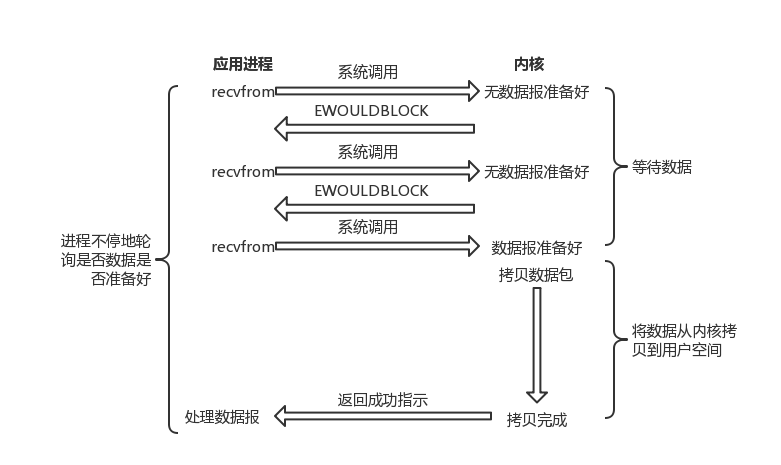 应用进程
内核
系统调用
recvfrom
无数据报准备好
EWOULDBLOCK
系统调用
recvfrom
无数据报准备好
等待数据
EWOULDBLOCK
系统调用
recvfrom
数据报准备好
进程不停地轮
询是否数据是
否准备好
拷贝数据包
将数据从内核拷
贝到用户空间
返回成功指示
处理数据报
拷贝完成